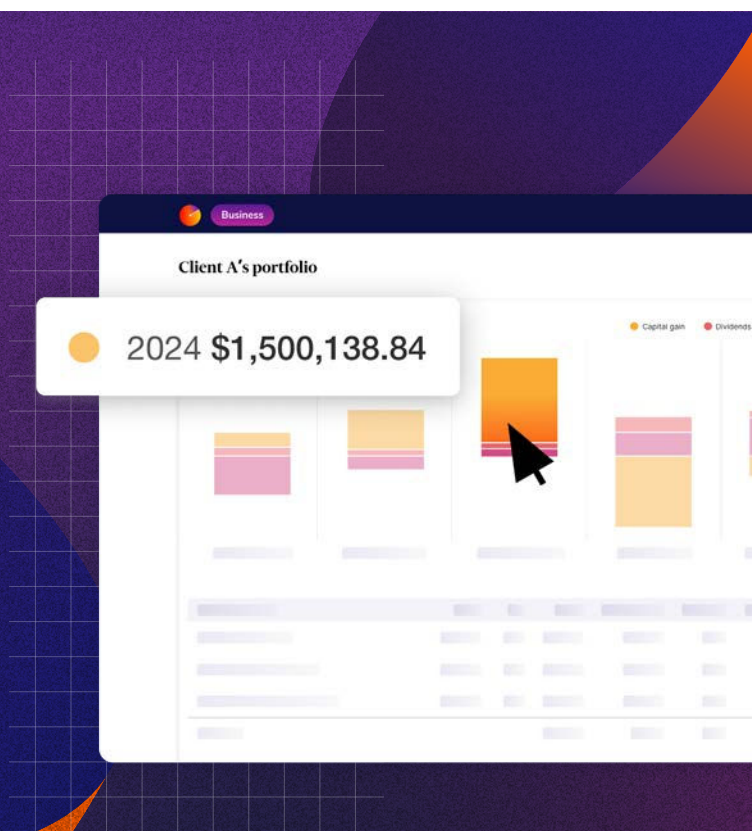 Business
Client A's portfolio
2024 $1,500,138.84
Capital gain
Dividends